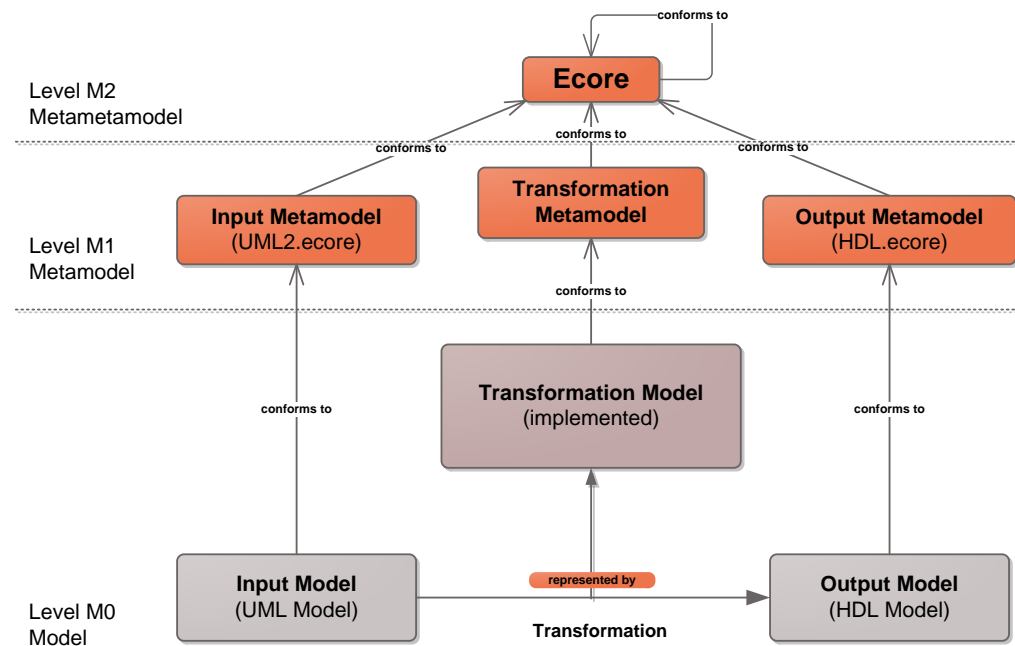 conforms to
Ecore
Level M2
Metametamodel
conforms to
conforms to
conforms to
Transformation
Metamodel
Input Metamodel
(UML2.ecore)
Output Metamodel
(HDL.ecore)
Level M1
Metamodel
conforms to
Transformation Model
(implemented)
conforms to
conforms to
represented by
Input Model
(UML Model)
Output Model
(HDL Model)
Level M0
Model
Transformation